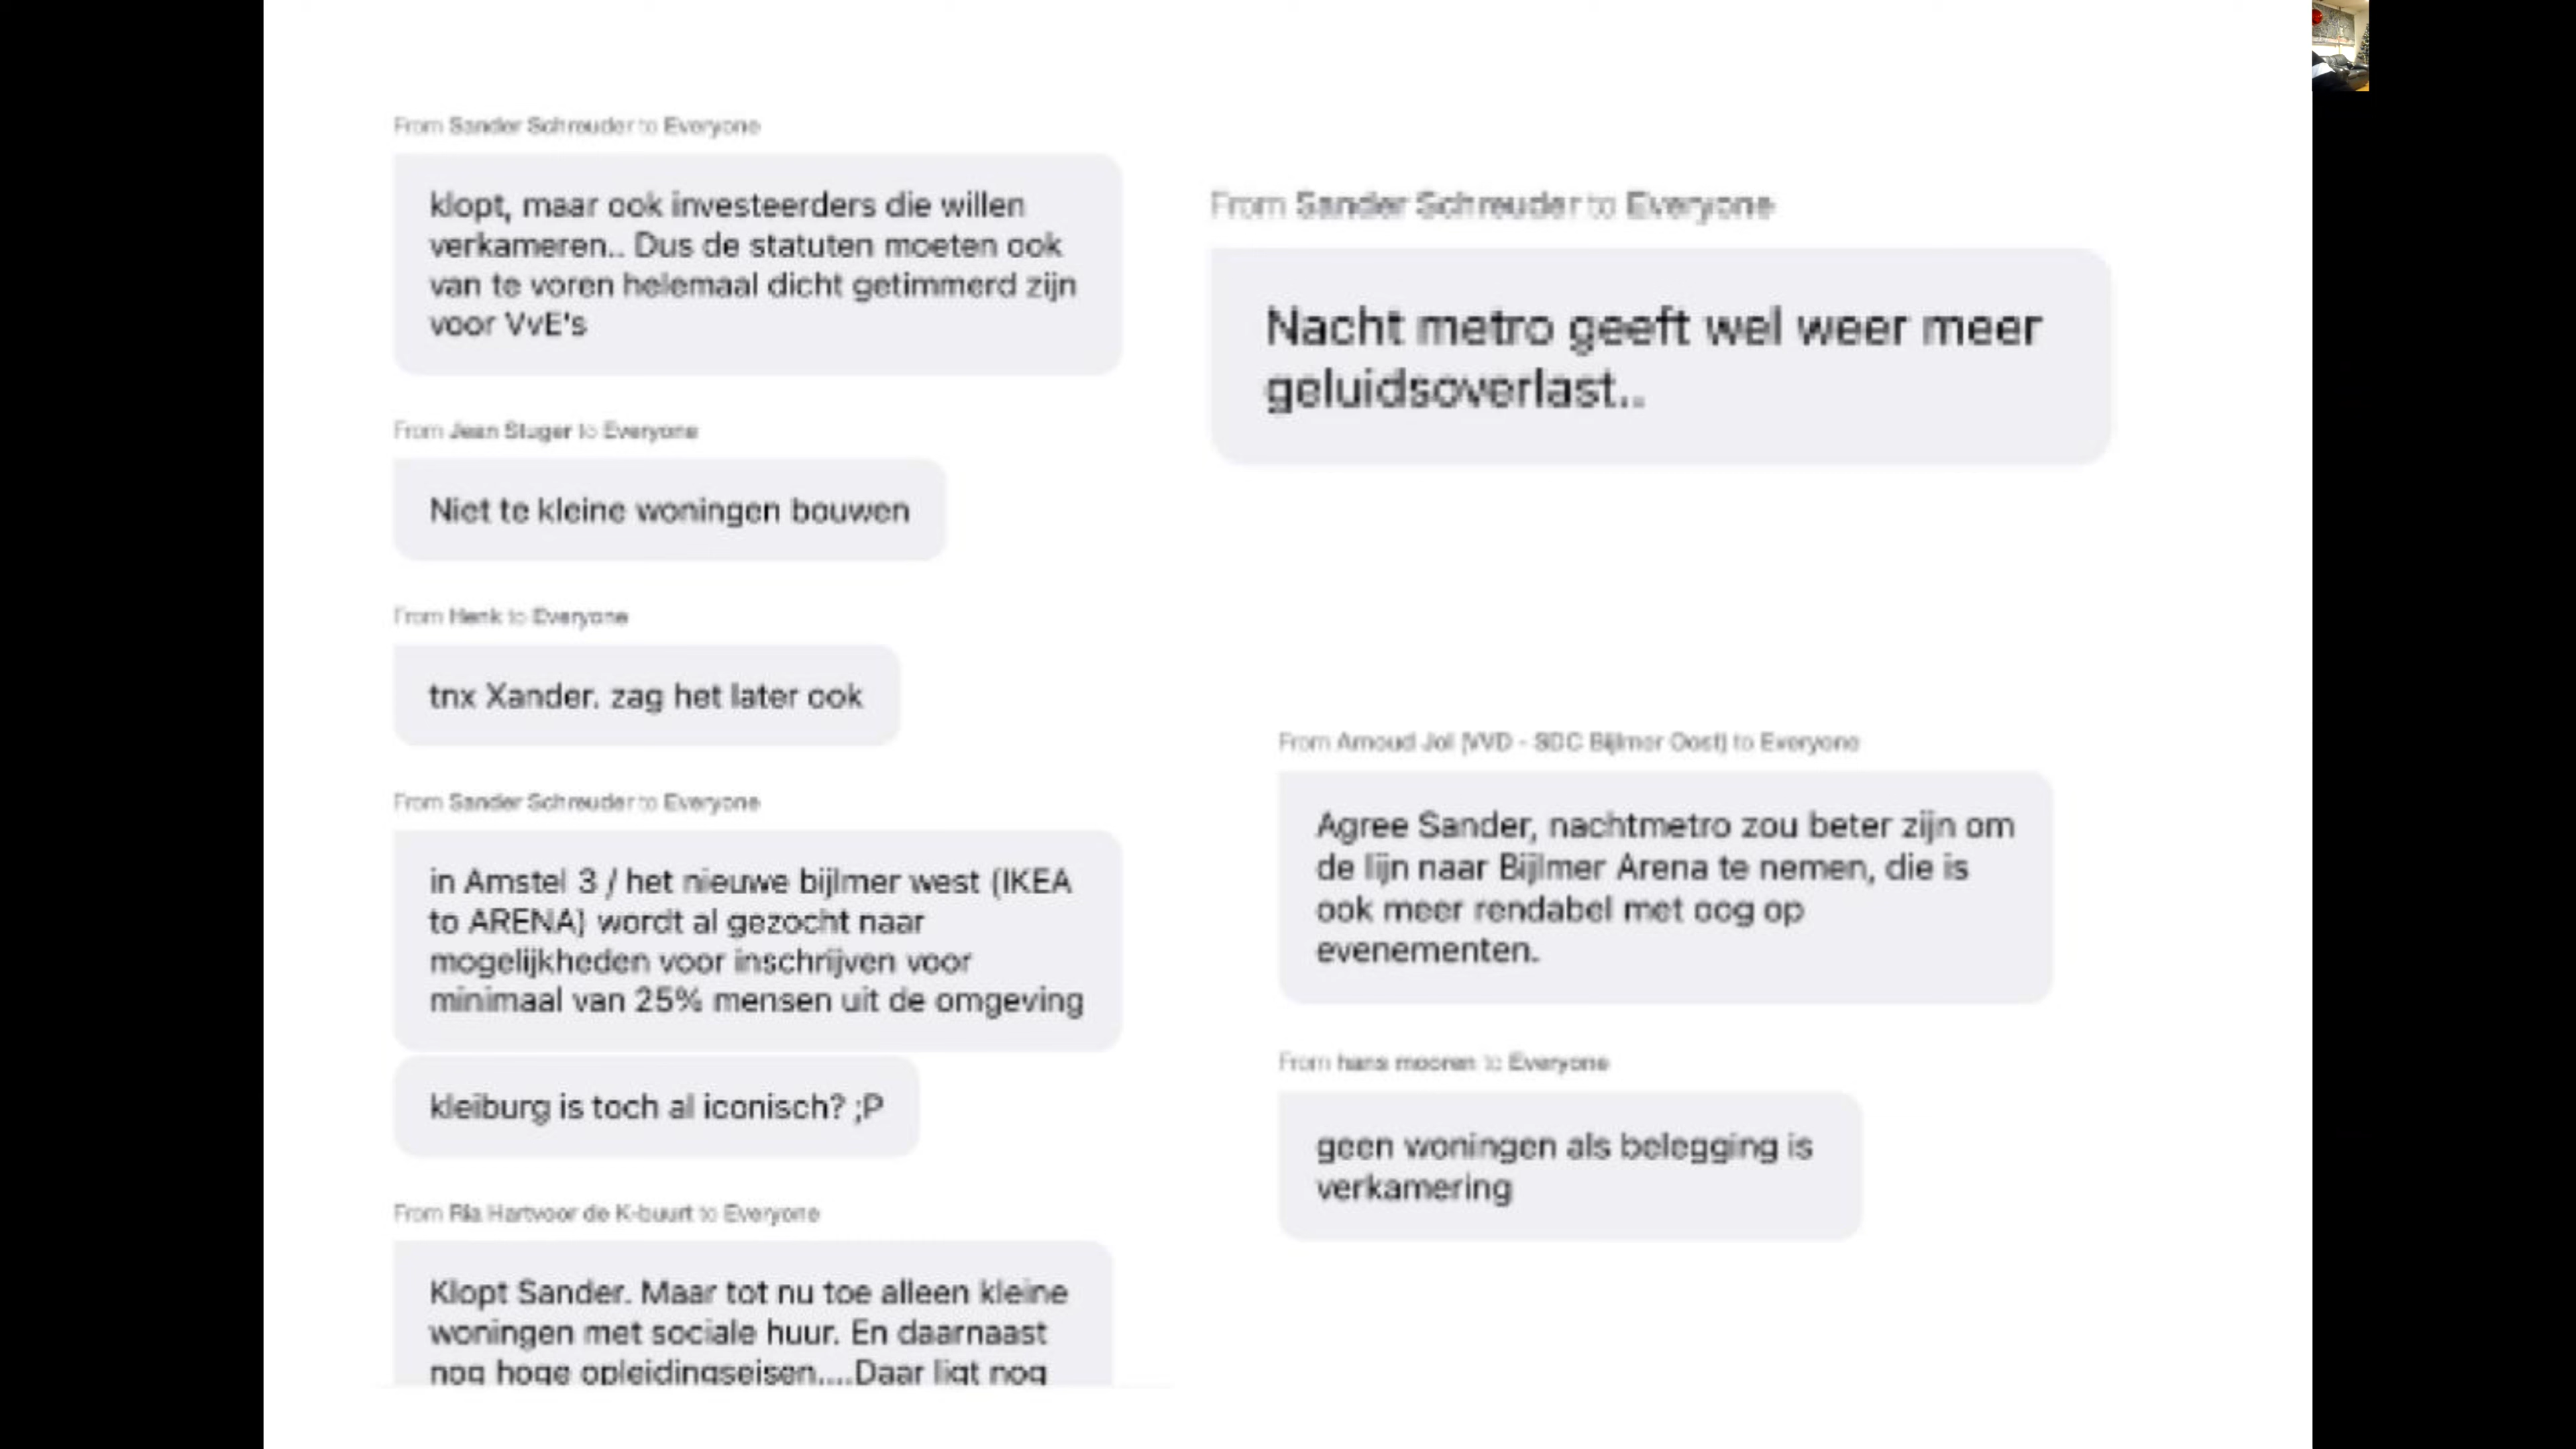 From Sander Schreuder to Everyone
klopt, maar ook investeerders die willen
verkameren.. Dus de statuten moeten ook
van te voren helemaal dicht getimmerd zijn
voor VvE's
From Jean Sluger to Everyone
Niet te kleine woningen bouwen
From Henk to Everyone
tnx Xander. zag het later ook
From Sander Schreuder to Everyone
in Amstel 3 / het nieuwe bijlmer west (IKEA
to ARENA) wordt al gezocht naar
mogelijkheden voor inschrijven voor
minimaal van 25% mensen uit de omgeving
kleiburg is toch al iconisch? ;P
From Ria Hartvoor de K-buurt to Everyone
Klopt Sander. Maar tot nu toe alleen kleine
woningen met sociale huur. En daarnaast
nog hoge opleidingseisen....Daar ligt nog
From Sander Schreuder to Everyone
Nacht metro geeft wel weer meer
geluidsoverlast..
From Arnoud Jol (VVD - SDC Bijlmer Oost) to Everyone
Agree Sander, nachtmetro zou beter zijn om
de lijn naar Bijlmer Arena te nemen, die is
ook meer rendabel met oog op
evenementen.
From hans mooren to Everyone
geen woningen als belegging is
verkamering